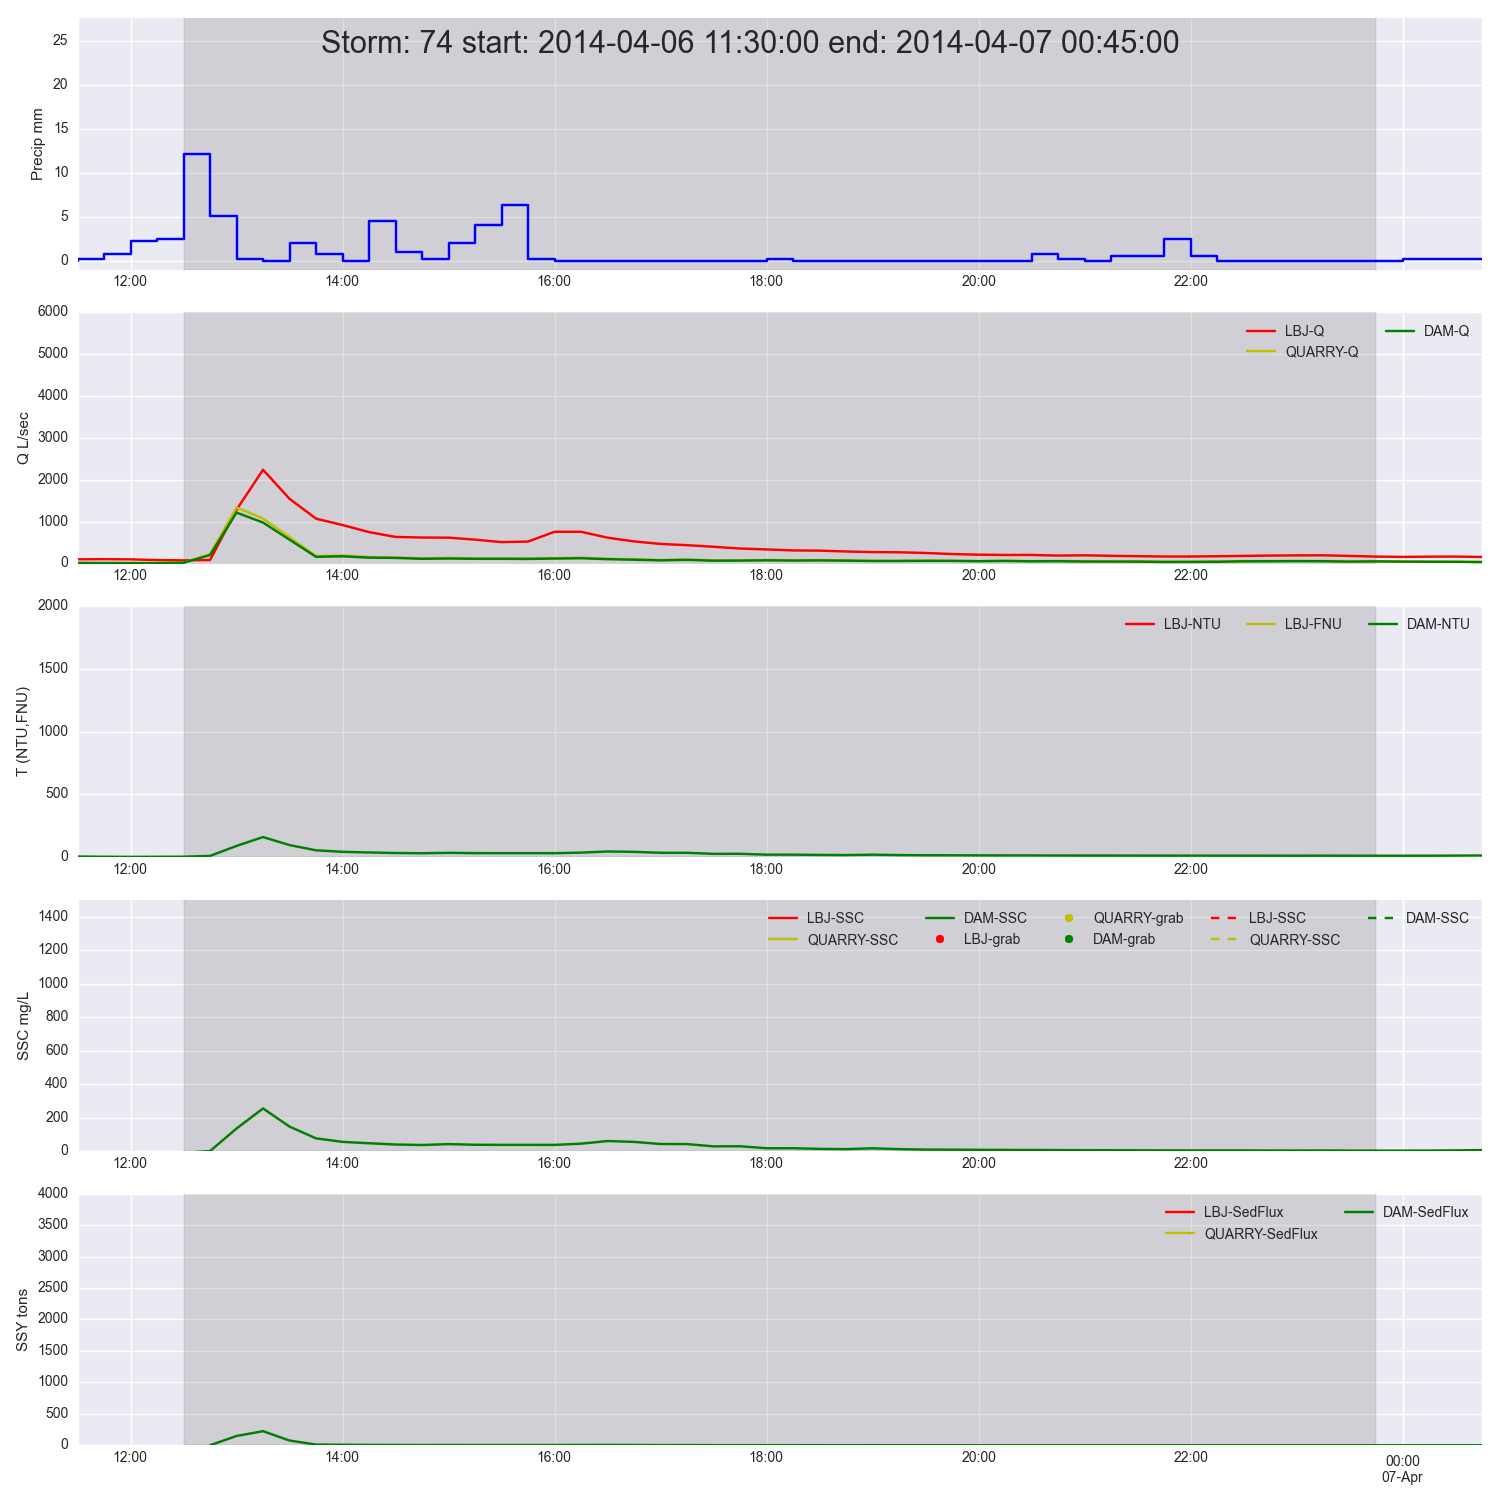 Storm: 74 start: 2014-04-06 11:30:00 end: 2014-04-07 00:45:00
Precip mm
25
20
15
10
5
0
12:00 14:00 16:00 18:00 20:00 22:00
Q L/sec
6000
5000
4000
3000
2000
1000
0
LBJ-Q DAM-Q
QUARRY-Q
12:00 14:00 16:00 18:00 20:00 22:00
T (NTU,FNU)
2000
1500
1000
500
0
LBJ-NTU LBJ-FNU DAM-NTU
12:00 14:00 16:00 18:00 20:00 22:00
SSC mg/L
1400
1200
1000
800
600
400
200
0
LBJ-SSC DAM-SSC QUARRY-grab LBJ-SSC DAM-SSC
QUARRY-SSC LBJ-grab DAM-grab QUARRY-SSC
12:00 14:00 16:00 18:00 20:00 22:00
SSY tons
4000
3500
3000
2500
2000
1500
1000
500
0
LBJ-SedFlux DAM-SedFlux
QUARRY-SedFlux
12:00 14:00 16:00 18:00 20:00 22:00 00:00
07-Apr